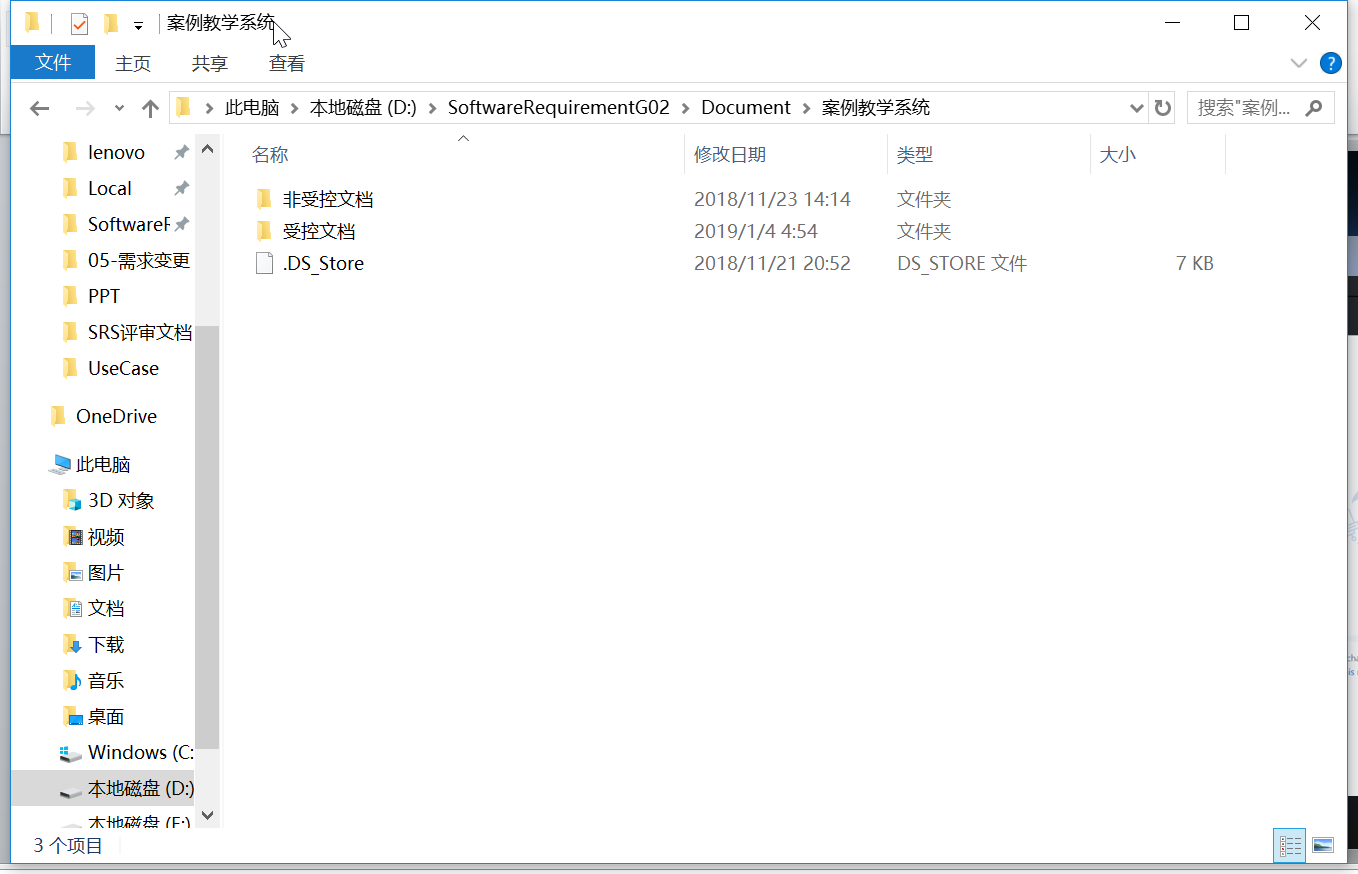 案例教学系统
文件 主页 共享 查看
此电脑 本地磁盘 (D:) SoftwareRequirementG02 Document 案例教学系统 搜索"案例...
名称 修改日期 类型 大小
lenovo
Local
SoftwareF
05-需求变更
PPT
SRS评审文档
UseCase
OneDrive
此电脑
3D 对象
视频
图片
文档
下载
音乐
桌面
Windows (C:
本地磁盘 (D:)
本地磁盘 (E:)
非受控文档 2018/11/23 14:14 文件夹
受控文档 2019/1/4 4:54 文件夹
.DS_Store 2018/11/21 20:52 DS_STORE 文件 7 KB
3 个项目